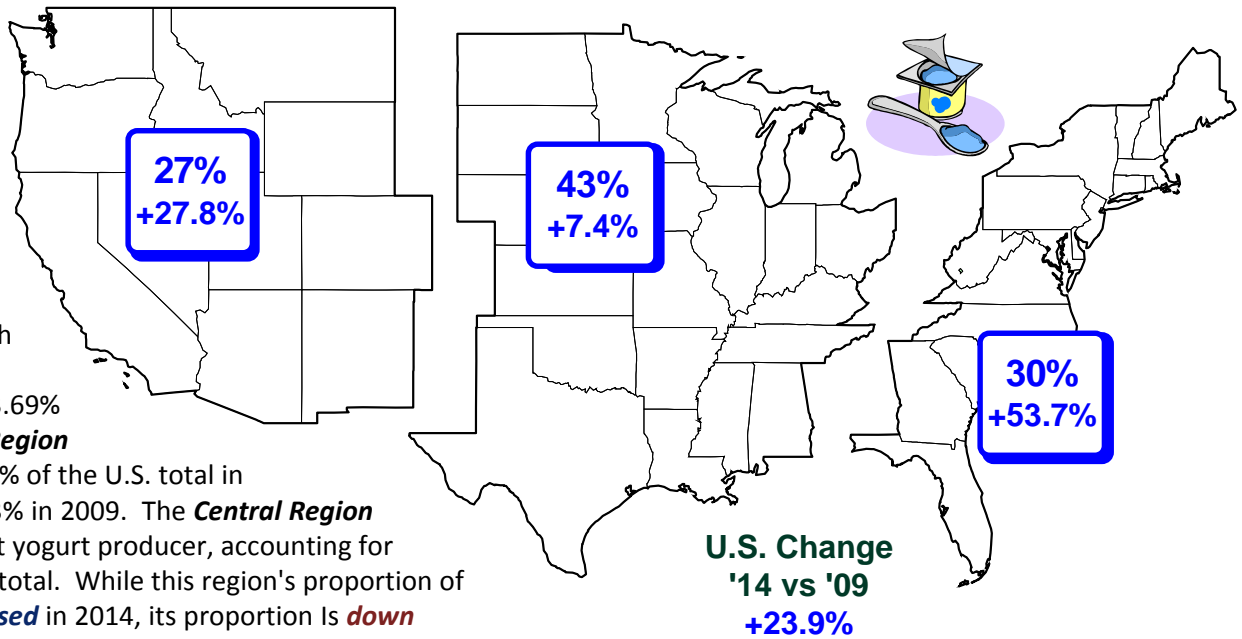 27%
+27.8%
43%
+7.4%
30%
+53.7%
.69%
% of the U.S. total in
% in 2009. The Central Region
t yogurt producer, accounting for
total. While this region's proportion of
sed in 2014, its proportion Is down
U.S. Change
'14 vs '09
+23.9%